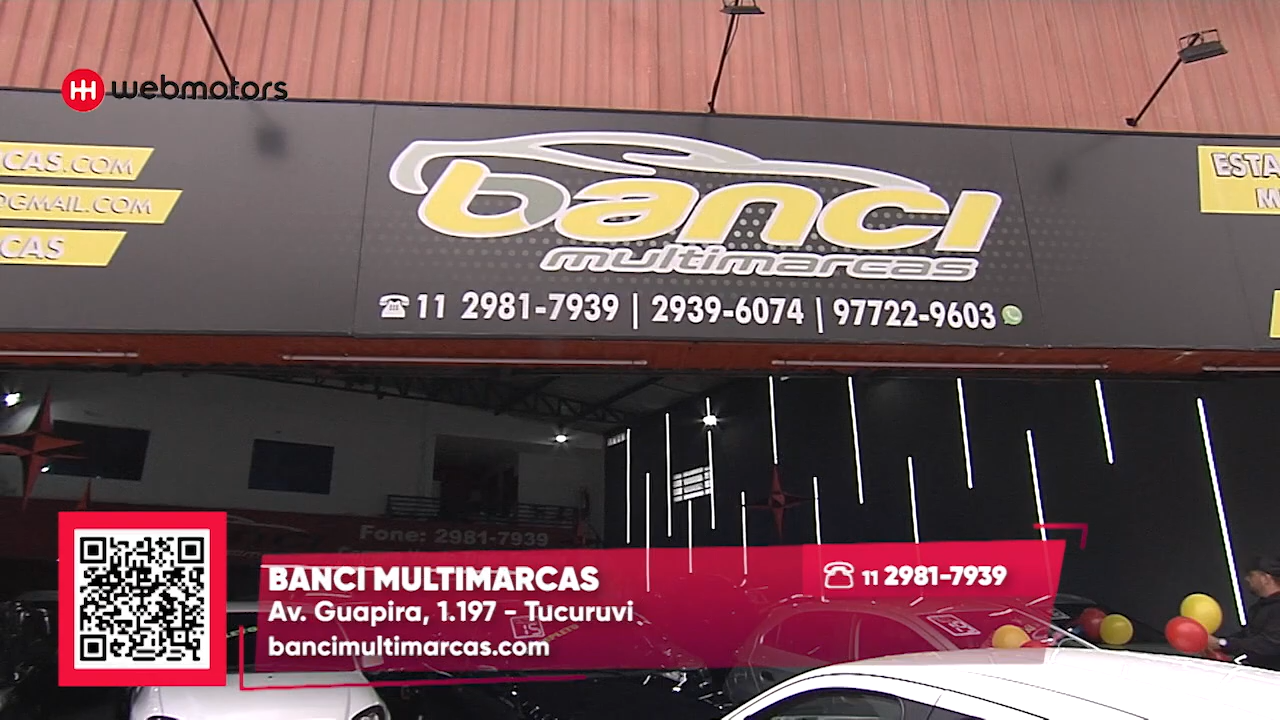 webmotors
CAS.COM
GMAIL.COM
CAS
banci
multimarcas
11 2981-7939 | 2939-6074 | 97722-9603
ESTA
M
Fone: 2981-7939
BANCI MULTIMARCAS
11 2981-7939
Av. Guapira, 1.197 - Tucuruvi
bancimultimarcas.com